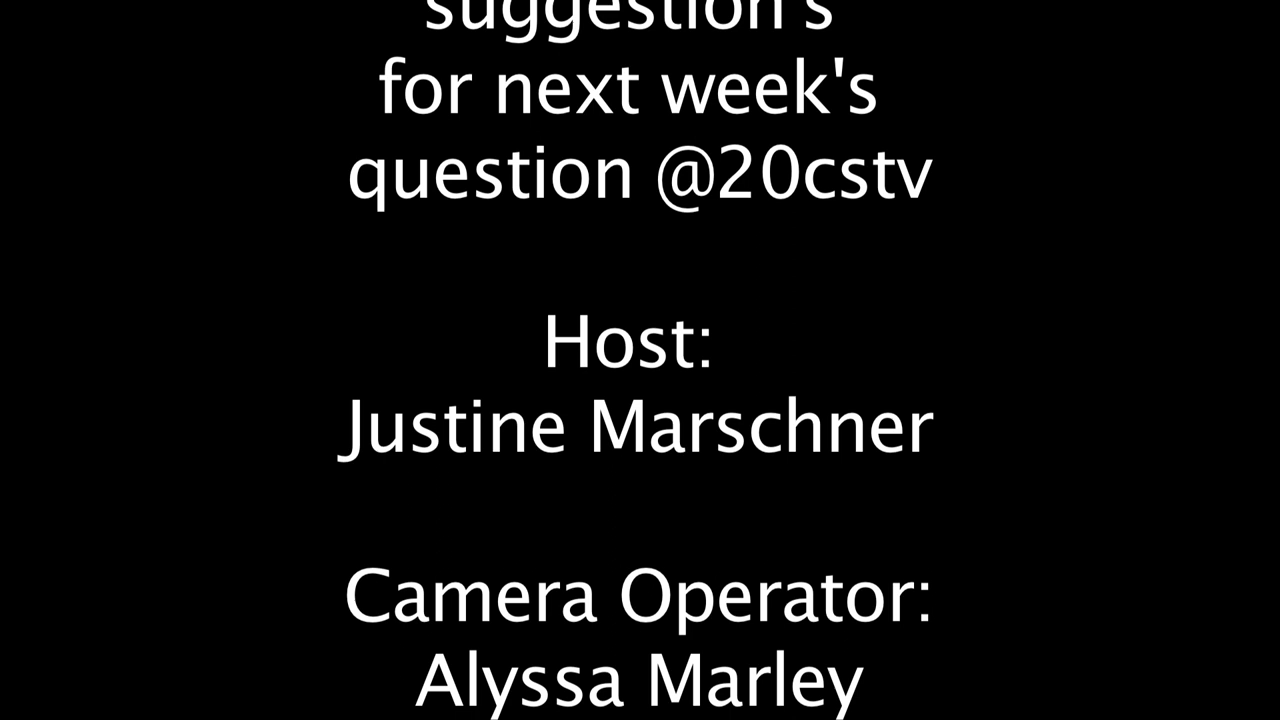 suggestion's
for next week's
question @20cstv
Host:
Justine Marschner
Camera Operator:
Alyssa Marley